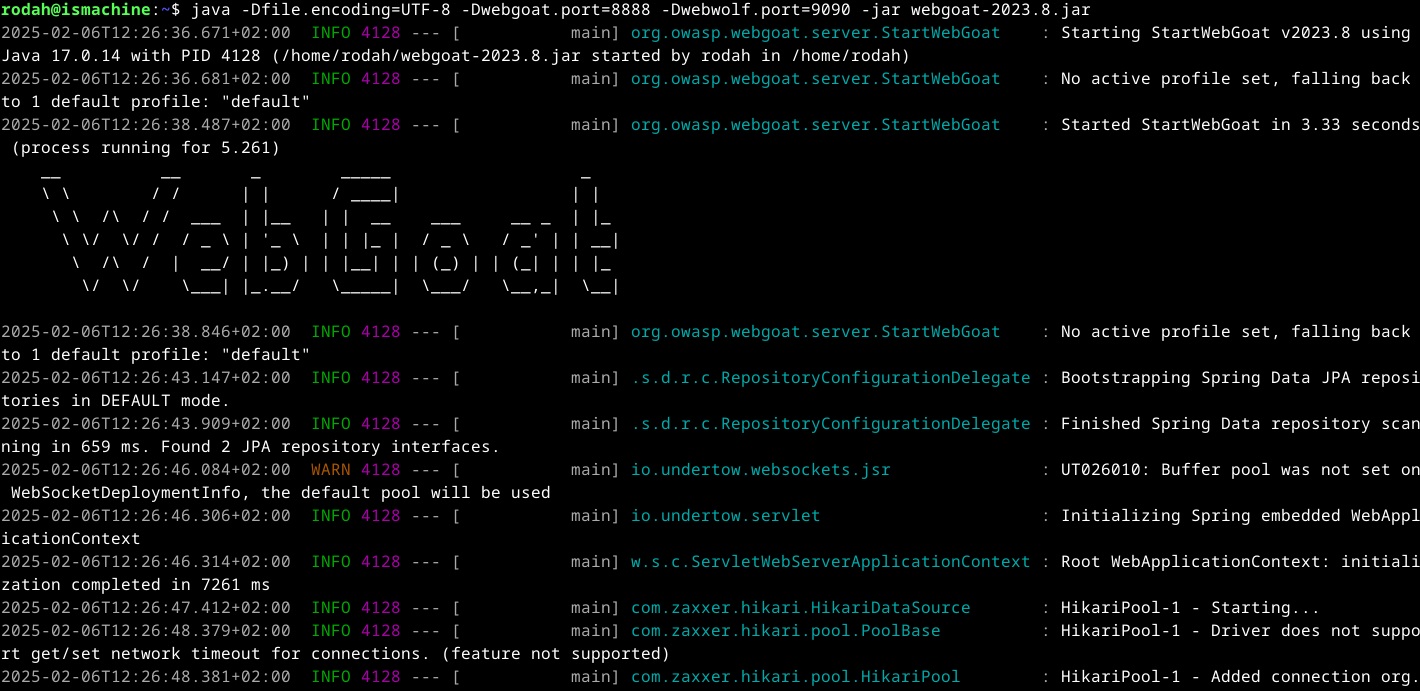 rodah@ismachine:~$ java -Dfile.encoding=UTF-8 -Dwebgoat.port=8888 -Dwebwolf.port=9090 -jar webgoat-2023.8.jar
2025-02-06T12:26:36.671+02:00  INFO 4128 --- [           main] org.owasp.webgoat.server.StartWebGoat    : Starting StartWebGoat v2023.8 using
Java 17.0.14 with PID 4128 (/home/rodah/webgoat-2023.8.jar started by rodah in /home/rodah)
2025-02-06T12:26:36.681+02:00  INFO 4128 --- [           main] org.owasp.webgoat.server.StartWebGoat    : No active profile set, falling back
to 1 default profile: "default"
2025-02-06T12:26:38.487+02:00  INFO 4128 --- [           main] org.owasp.webgoat.server.StartWebGoat    : Started StartWebGoat in 3.33 seconds
 (process running for 5.261)
WebGoat
2025-02-06T12:26:38.846+02:00  INFO 4128 --- [           main] org.owasp.webgoat.server.StartWebGoat    : No active profile set, falling back
to 1 default profile: "default"
2025-02-06T12:26:43.147+02:00  INFO 4128 --- [           main] .s.d.r.c.RepositoryConfigurationDelegate : Bootstrapping Spring Data JPA reposi
tories in DEFAULT mode.
2025-02-06T12:26:43.909+02:00  INFO 4128 --- [           main] .s.d.r.c.RepositoryConfigurationDelegate : Finished Spring Data repository scan
ning in 659 ms. Found 2 JPA repository interfaces.
2025-02-06T12:26:46.084+02:00  WARN 4128 --- [           main] io.undertow.websockets.jsr               : UT026010: Buffer pool was not set on
 WebSocketDeploymentInfo, the default pool will be used
2025-02-06T12:26:46.306+02:00  INFO 4128 --- [           main] io.undertow.servlet                      : Initializing Spring embedded WebAppl
icationContext
2025-02-06T12:26:46.314+02:00  INFO 4128 --- [           main] w.s.c.ServletWebServerApplicationContext : Root WebApplicationContext: initiali
zation completed in 7261 ms
2025-02-06T12:26:47.412+02:00  INFO 4128 --- [           main] com.zaxxer.hikari.HikariDataSource       : HikariPool-1 - Starting...
2025-02-06T12:26:48.379+02:00  INFO 4128 --- [           main] com.zaxxer.hikari.pool.PoolBase          : HikariPool-1 - Driver does not suppo
rt get/set network timeout for connections. (feature not supported)
2025-02-06T12:26:48.381+02:00  INFO 4128 --- [           main] com.zaxxer.hikari.pool.HikariPool        : HikariPool-1 - Added connection org.